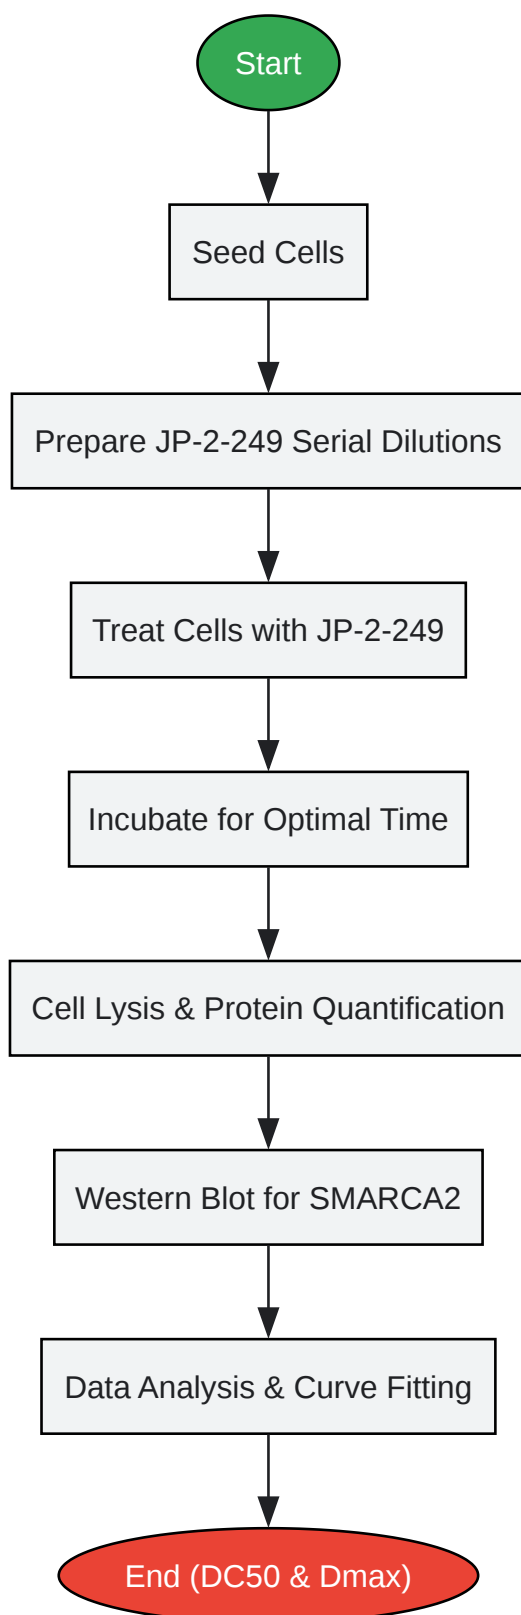 Start
Seed Cells
Prepare JP-2-249 Serial Dilutions
Treat Cells with JP-2-249
Incubate for Optimal Time
Cell Lysis & Protein Quantification
Western Blot for SMARCA2
Data Analysis & Curve Fitting
End (DC50 & Dmax)